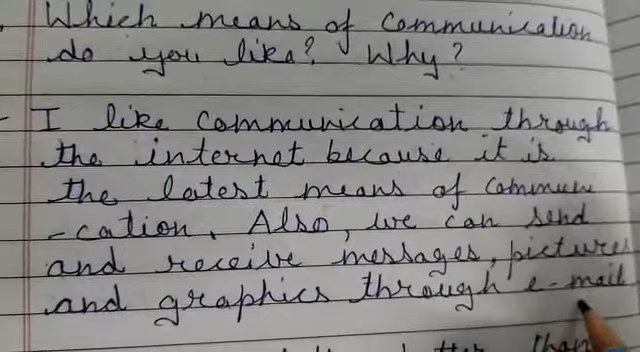 Which means of communication
do you like? Why?
- I like communication through
the internet because it is
the latest means of commun
-cation. Also, we can send
and receive messages, pictures
and graphics through e-mail
than